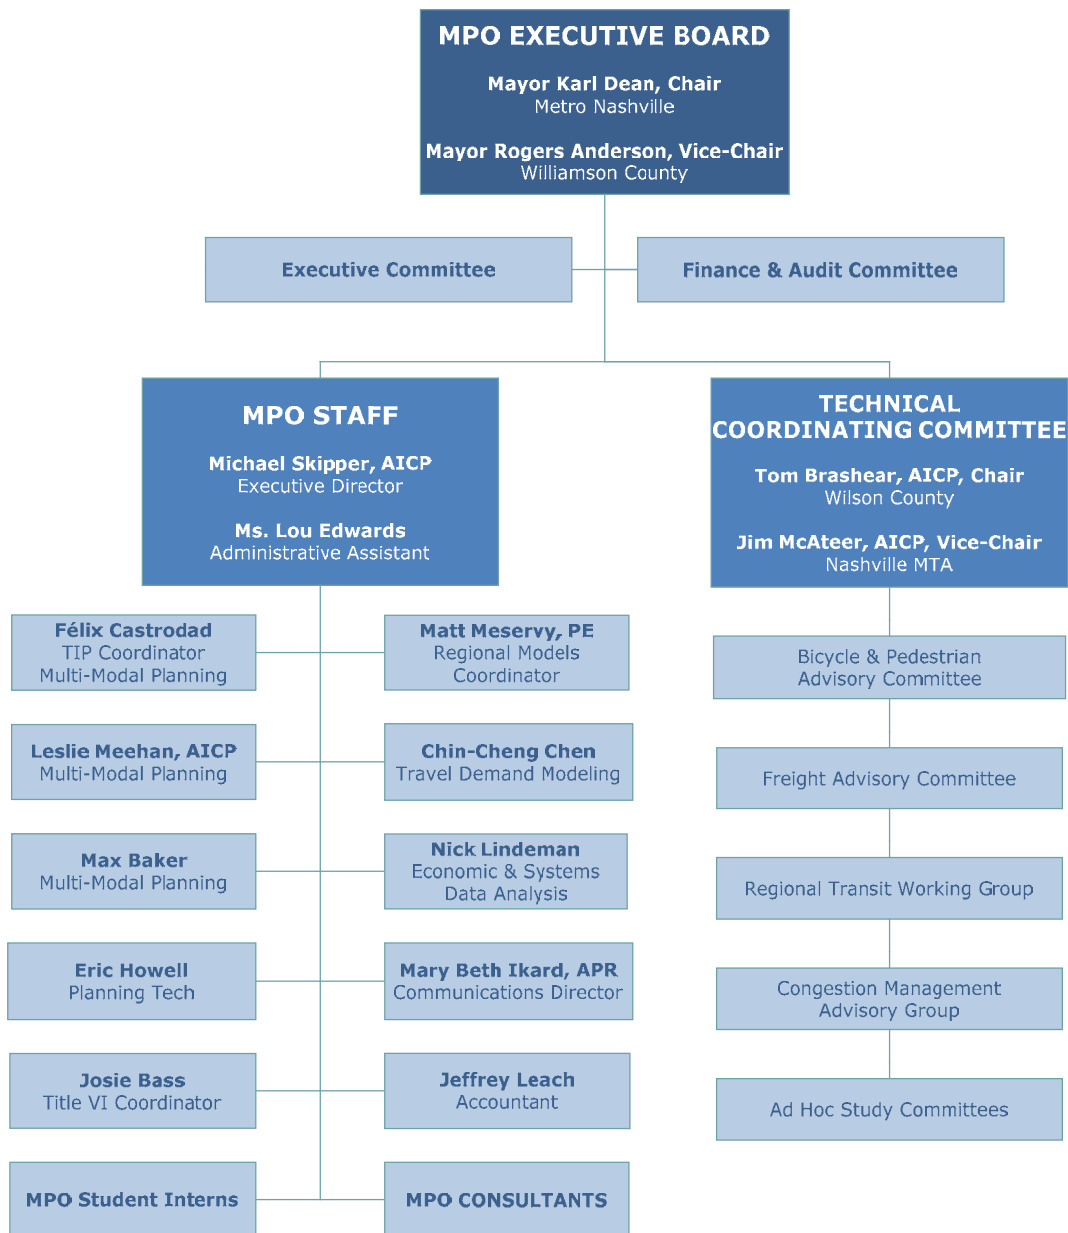 MPO EXECUTIVE BOARD
Mayor Karl Dean, Chair
Metro Nashville
Mayor Rogers Anderson, Vice-Chair
Williamson County
Executive Committee
Finance & Audit Committee
MPO STAFF
Michael Skipper, AICP
Executive Director
Ms. Lou Edwards
Administrative Assistant
TECHNICAL
COORDINATING COMMITTEE
Tom Brashear, AICP, Chair
Wilson County
Jim McAteer, AICP, Vice-Chair
Nashville MTA
Félix Castrodad
TIP Coordinator
Multi-Modal Planning
Matt Meservy, PE
Regional Models
Coordinator
Leslie Meehan, AICP
Multi-Modal Planning
Chin-Cheng Chen
Travel Demand Modeling
Max Baker
Multi-Modal Planning
Nick Lindeman
Economic & Systems
Data Analysis
Eric Howell
Planning Tech
Mary Beth Ikard, APR
Communications Director
Josie Bass
Title VI Coordinator
Jeffrey Leach
Accountant
MPO Student Interns
MPO CONSULTANTS
Bicycle & Pedestrian
Advisory Committee
Freight Advisory Committee
Regional Transit Working Group
Congestion Management
Advisory Group
Ad Hoc Study Committees